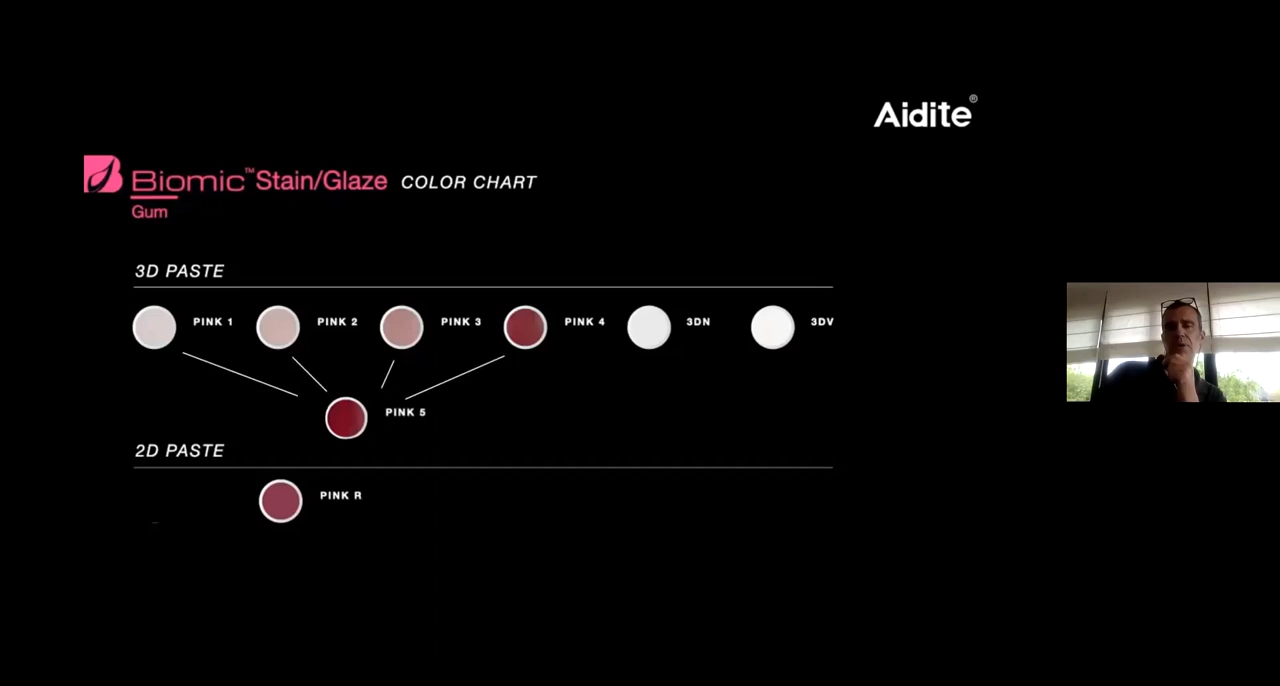 Aidite®
Biomic™ Stain/Glaze COLOR CHART
Gum
3D PASTE
PINK 1 PINK 2 PINK 3 PINK 4 3DN 3DV
PINK 5
2D PASTE
PINK R